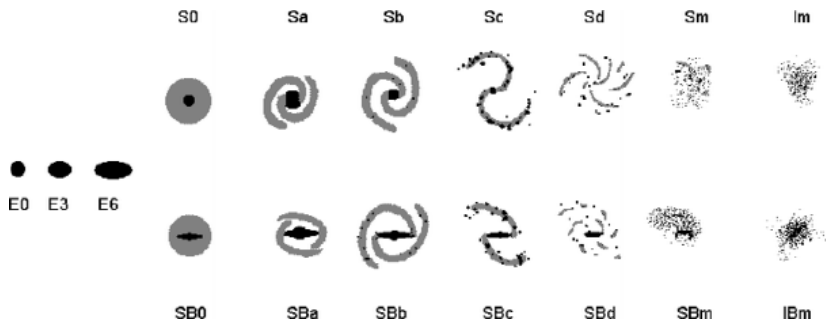 S0 Sa Sb Sc Sd Sm Im
E0 E3 E6
SB0 SBa SBb SBc SBd SBm IBm